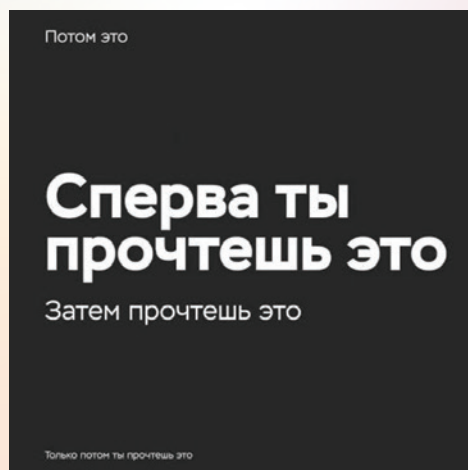 Потом это
Сперва ты
прочтешь это
Затем прочтешь это
Только потом ты прочтешь это